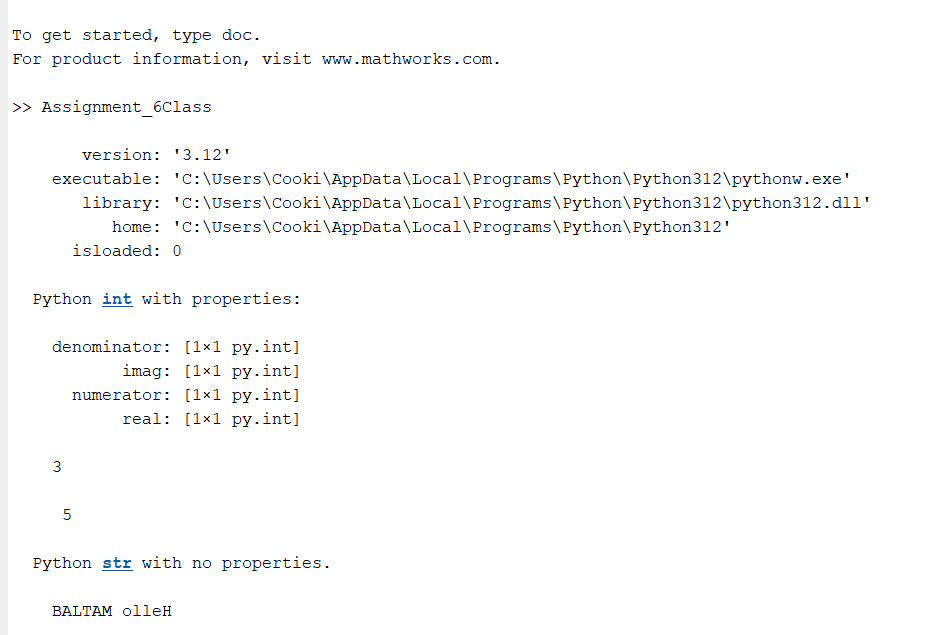 To get started, type doc.
For product information, visit www.mathworks.com.
>> Assignment_6Class
version: '3.12'
executable: 'C:\Users\Cooki\AppData\Local\Programs\Python\Python312\pythonw.exe'
library: 'C:\Users\Cooki\AppData\Local\Programs\Python\Python312\python312.dll'
home: 'C:\Users\Cooki\AppData\Local\Programs\Python\Python312'
isloaded: 0
Python int with properties:
denominator: [1×1 py.int]
imag: [1×1 py.int]
numerator: [1×1 py.int]
real: [1×1 py.int]
3
5
Python str with no properties.
BALTAM olleH